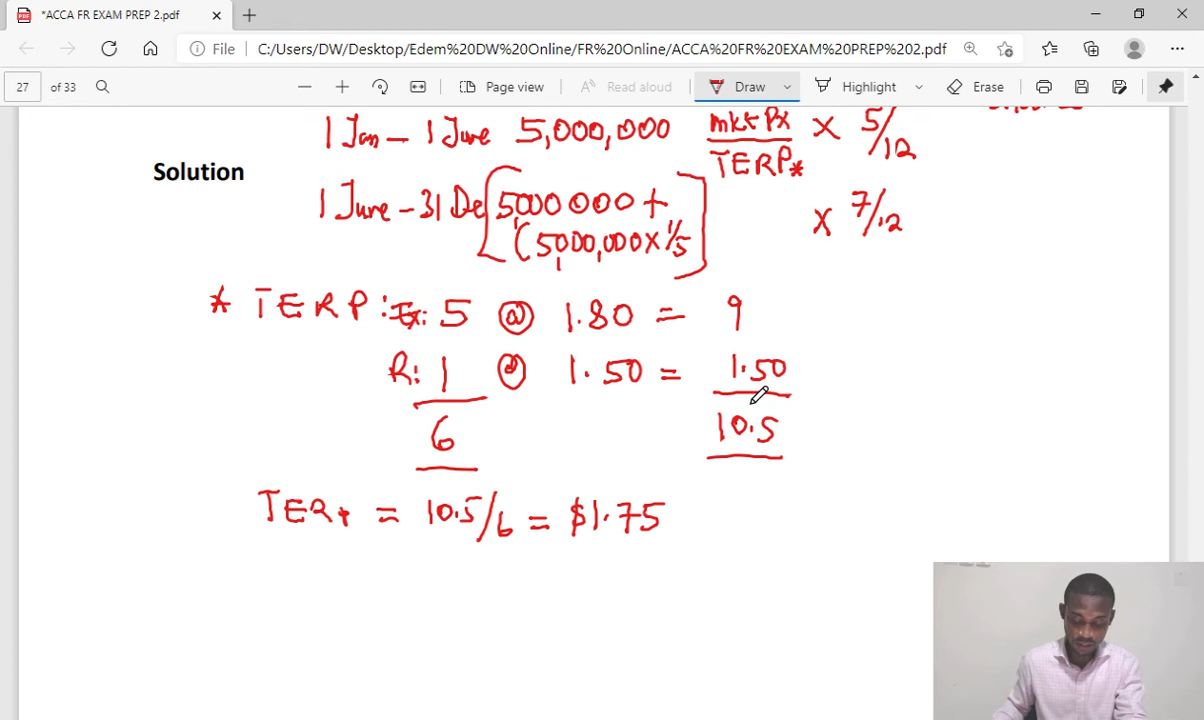 *ACCA FR EXAM PREP 2.pdf
File C:/Users/DW/Desktop/Edem%20DW%20Online/FR%20Online/ACCA%20FR%20EXAM%20PREP%202.pdf
27 of 33 Page view Read aloud Draw Highlight Erase
1 Jan – 1 June 5,000,000 mkt Px / TERP* × 5/12
Solution
1 June – 31 De [5000000 +
(5,000,000 × 1/5] × 7/12
* TERP: Ex: 5 @ 1.80 = 9
R: 1 @ 1.50 = 1.50
6 10.5
TERP = 10.5/6 = $1.75